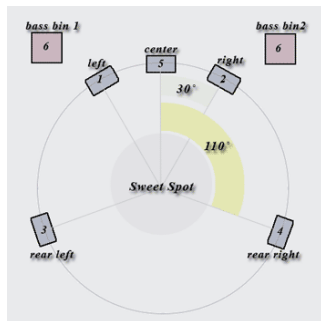 bass bin 1
bass bin2
6
6
left
center
right
1
5
2
30°
110°
Sweet Spot
3
4
rear left
rear right